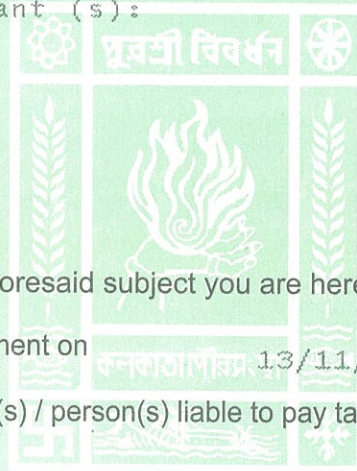 ant (s):
পুরশ্রী বিবর্ধন
oresaid subject you are here
ment on 13/11/
কলকাতা পৌরসংস্থা
(s) / person(s) liable to pay ta